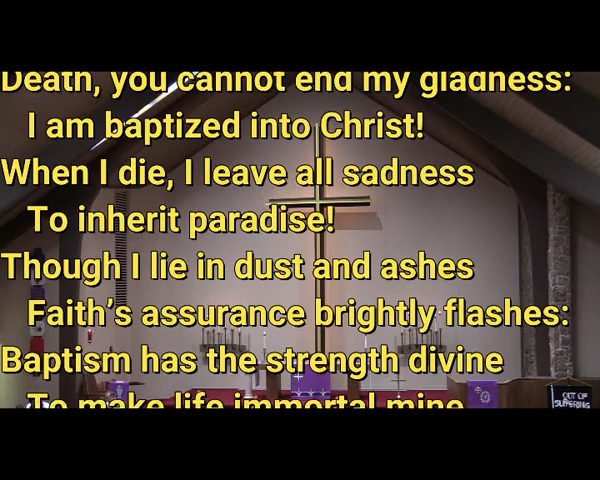 Death, you cannot end my gladness:
I am baptized into Christ!
When I die, I leave all sadness
To inherit paradise!
Though I lie in dust and ashes
Faith’s assurance brightly flashes:
Baptism has the strength divine
To make life immortal mine
OUT OF
SUFFERING